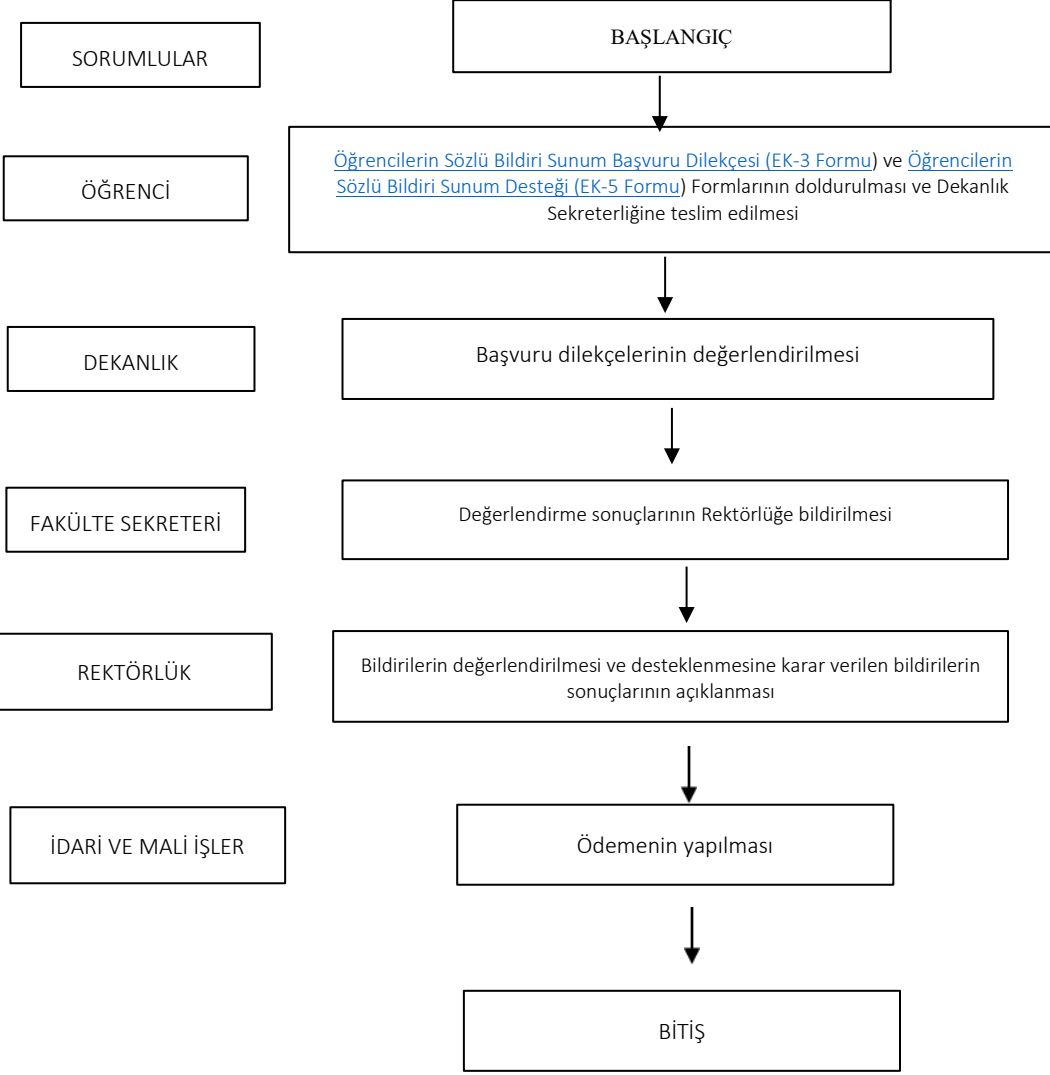 SORUMLULAR
BAŞLANGIÇ
ÖĞRENCİ
Öğrencilerin Sözlü Bildiri Sunum Başvuru Dilekçesi (EK-3 Formu) ve Öğrencilerin
Sözlü Bildiri Sunum Desteği (EK-5 Formu) Formlarının doldurulması ve Dekanlık
Sekreterliğine teslim edilmesi
DEKANLIK
Başvuru dilekçelerinin değerlendirilmesi
FAKÜLTE SEKRETERİ
Değerlendirme sonuçlarının Rektörlüğe bildirilmesi
REKTÖRLÜK
Bildirilerin değerlendirilmesi ve desteklenmesine karar verilen bildirilerin
sonuçlarının açıklanması
İDARİ VE MALİ İŞLER
Ödemenin yapılması
BİTİŞ